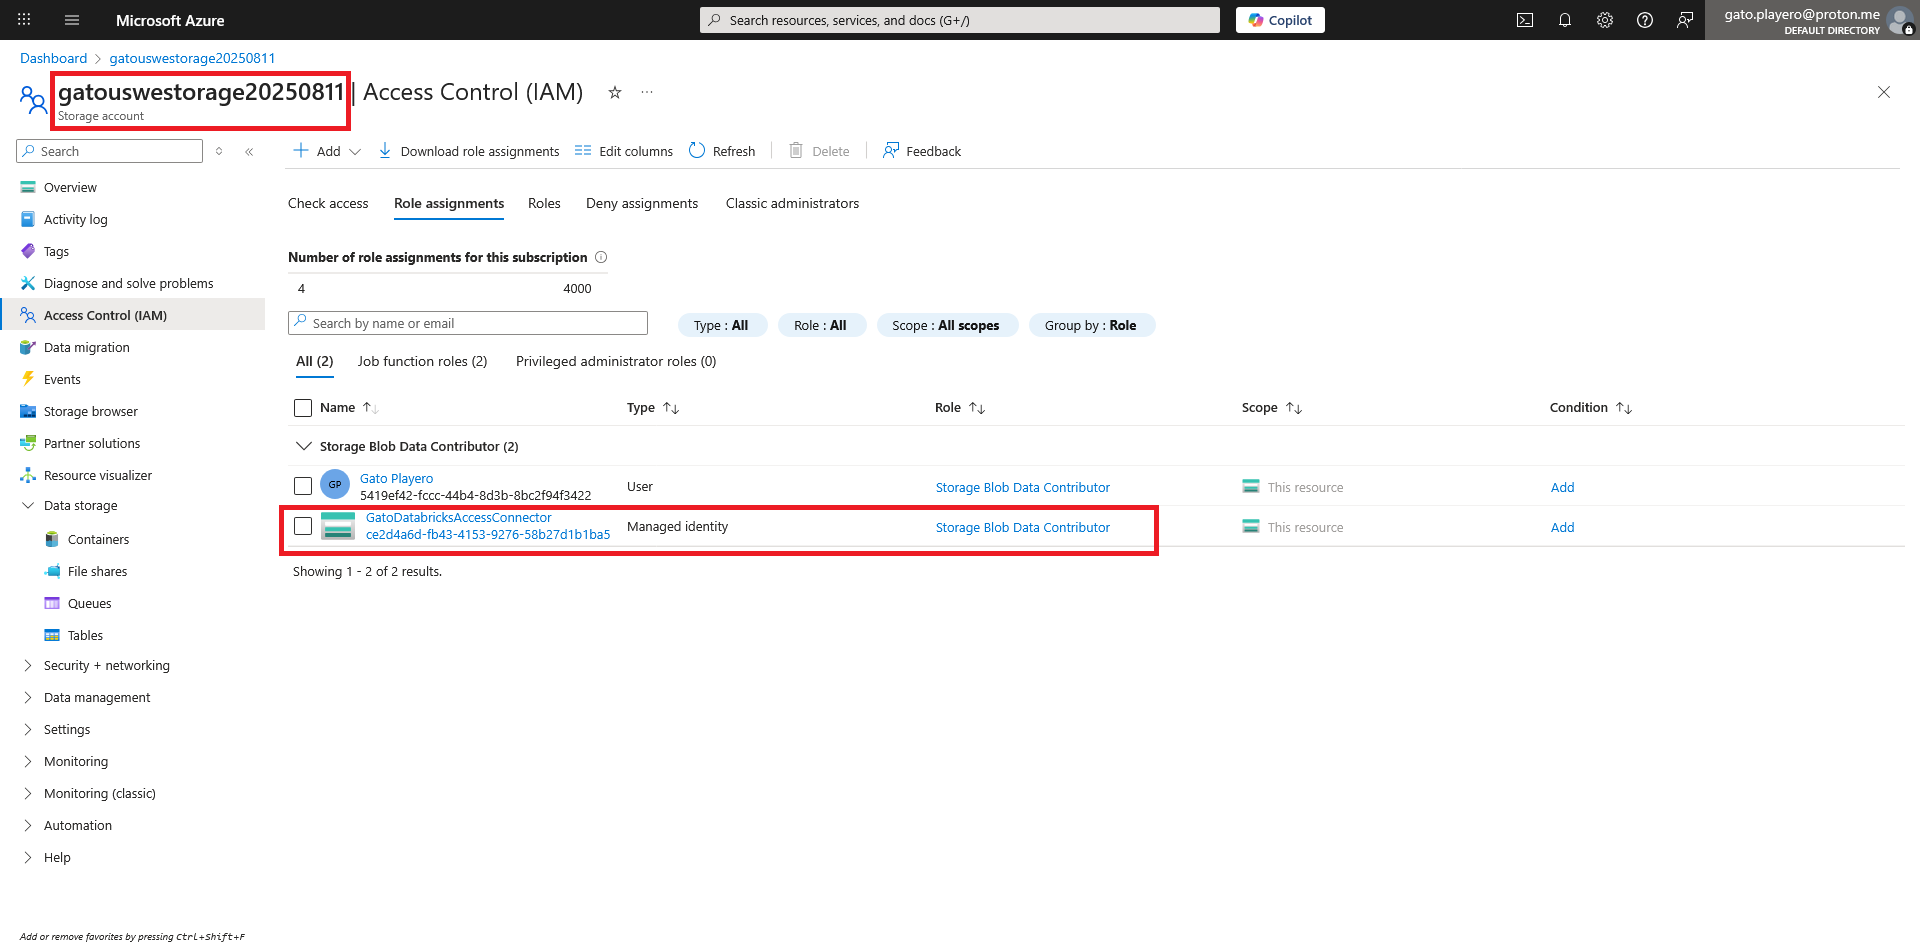 Microsoft Azure
Search resources, services, and docs (G+/)
Copilot
gato.playero@proton.me
DEFAULT DIRECTORY
Dashboard > gatouswestorage20250811
gatouswestorage20250811 | Access Control (IAM) ☆ ...
Storage account
Search
Add
Download role assignments
Edit columns
Refresh
Delete
Feedback
Overview
Activity log
Tags
Diagnose and solve problems
Access Control (IAM)
Data migration
Events
Storage browser
Partner solutions
Resource visualizer
Data storage
Containers
File shares
Queues
Tables
Security + networking
Data management
Settings
Monitoring
Monitoring (classic)
Automation
Help
Add or remove favorites by pressing Ctrl+Shift+F
Check access Role assignments Roles Deny assignments Classic administrators
Number of role assignments for this subscription
4 4000
Search by name or email
Type : All
Role : All
Scope : All scopes
Group by : Role
All (2) Job function roles (2) Privileged administrator roles (0)
Name Type Role Scope Condition
Storage Blob Data Contributor (2)
GP
Gato Playero
5419ef42-fccc-44b4-8d3b-8bc2f94f3422
User Storage Blob Data Contributor This resource Add
GatoDatabricksAccessConnector
ce2d4a6d-fb43-4153-9276-58b27d1b1ba5
Managed identity Storage Blob Data Contributor This resource Add
Showing 1 - 2 of 2 results.